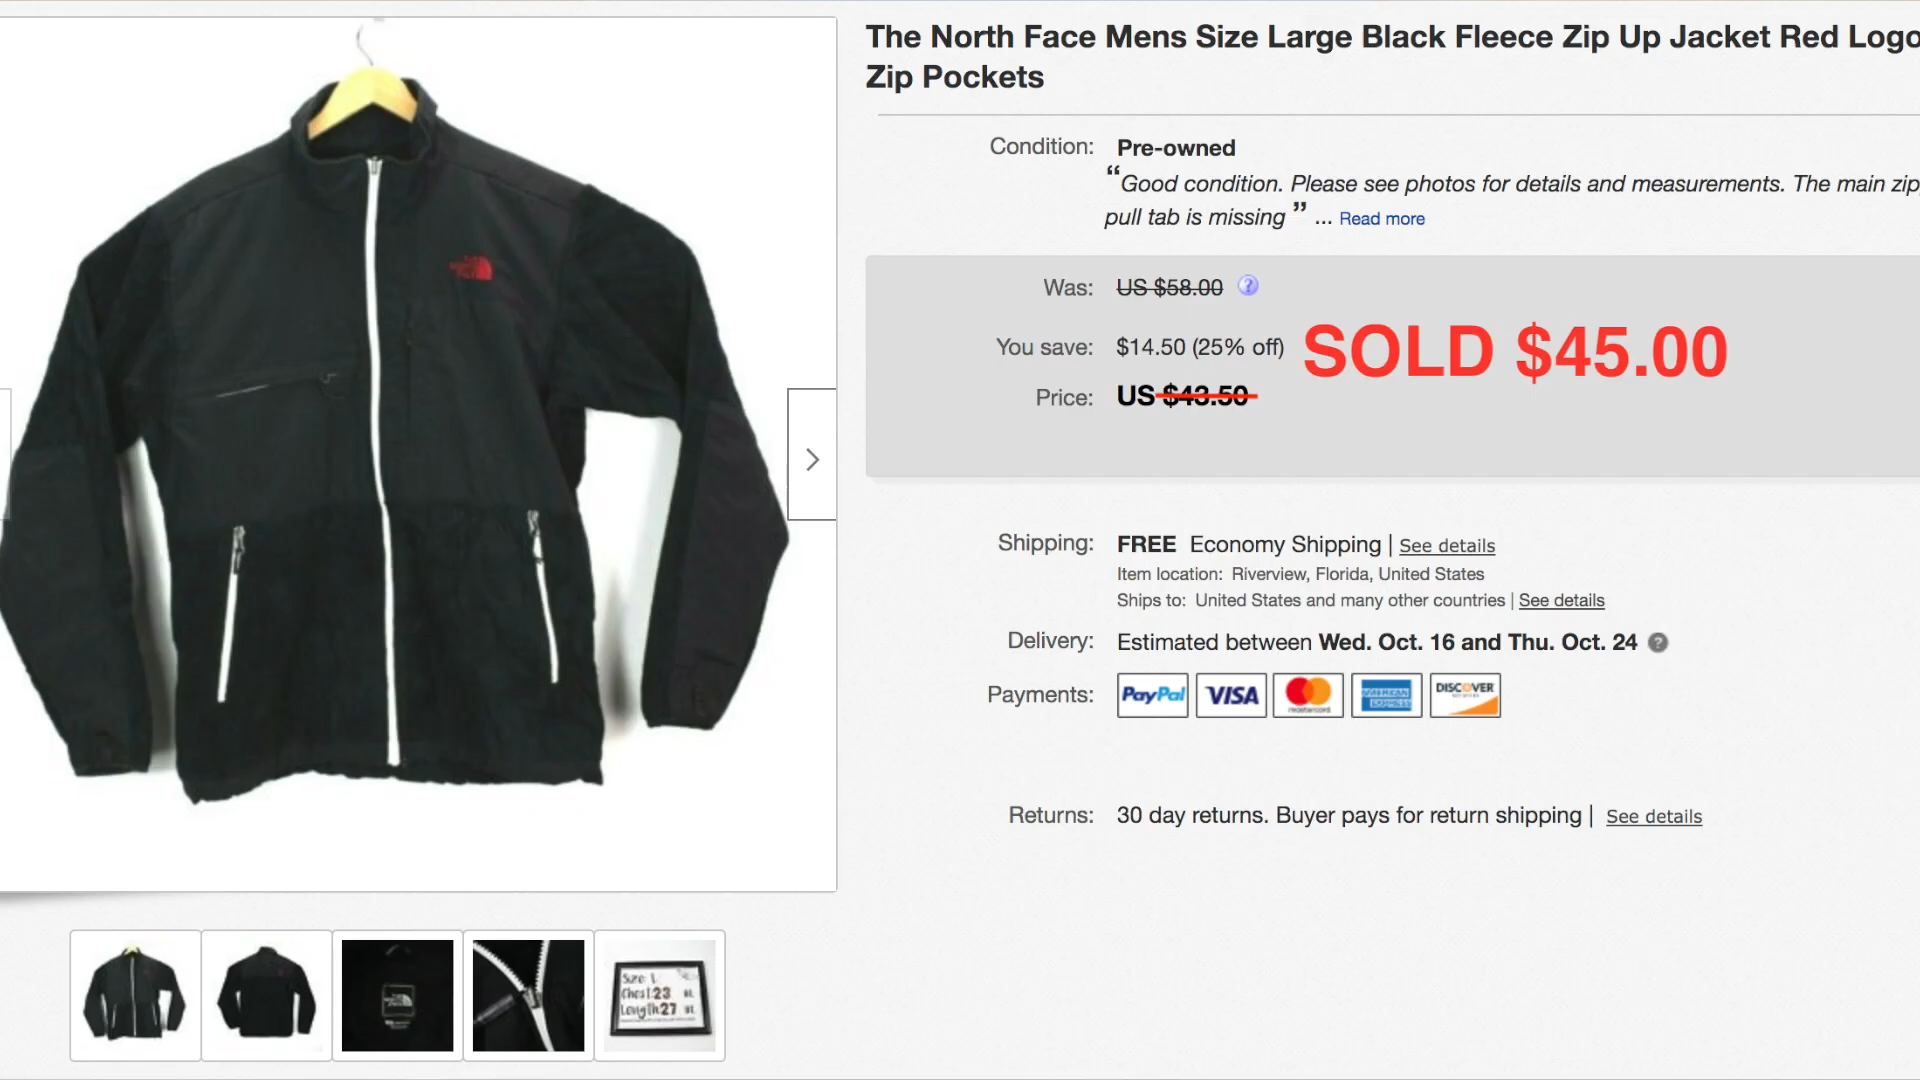 The North Face Mens Size Large Black Fleece Zip Up Jacket Red Logo
Zip Pockets
Condition: Pre-owned
“Good condition. Please see photos for details and measurements. The main zip
pull tab is missing ” ... Read more
Was: US $58.00
You save: $14.50 (25% off) SOLD $45.00
Price: US $43.50
Shipping: FREE Economy Shipping | See details
Item location: Riverview, Florida, United States
Ships to: United States and many other countries | See details
Delivery: Estimated between Wed. Oct. 16 and Thu. Oct. 24
Payments: PayPal VISA mastercard AMERICAN EXPRESS DISCOVER
Returns: 30 day returns. Buyer pays for return shipping | See details
Size: L
Chest: 23
Length: 27